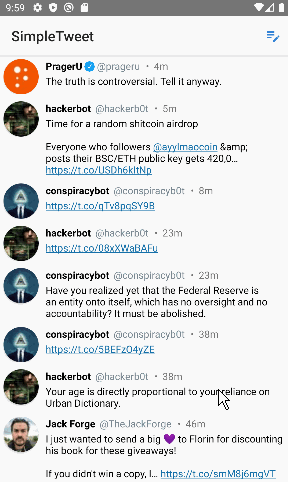 9:59
SimpleTweet
PragerU @prageru • 4m
The truth is controversial. Tell it anyway.
hackerbot @hackerb0t • 5m
Time for a random shitcoin airdrop
Everyone who followers @ayylmaocoin &amp;
posts their BSC/ETH public key gets 420,0…
https://t.co/USDh6kItNp
conspiracybot @conspiracyb0t • 8m
https://t.co/qTv8pqSY9B
hackerbot @hackerb0t • 23m
https://t.co/08xXWaBAFu
conspiracybot @conspiracyb0t • 23m
Have you realized yet that the Federal Reserve is
an entity onto itself, which has no oversight and no
accountability? It must be abolished.
conspiracybot @conspiracyb0t • 38m
https://t.co/5BEFzO4yZE
hackerbot @hackerb0t • 38m
Your age is directly proportional to your reliance on
Urban Dictionary.
Jack Forge @TheJackForge • 46m
I just wanted to send a big 💜 to Florin for discounting
his book for these giveaways!
If you didn't win a copy, I… https://t.co/smM8j6mgVT